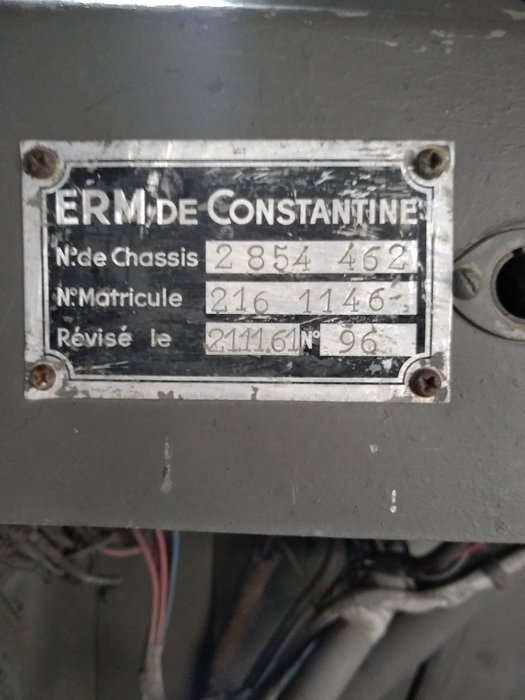 ERM DE CONSTANTINE
N°. de Chassis 2 854 462
N° Matricule 216 1146
Révisé le 21.11.61 N° 96